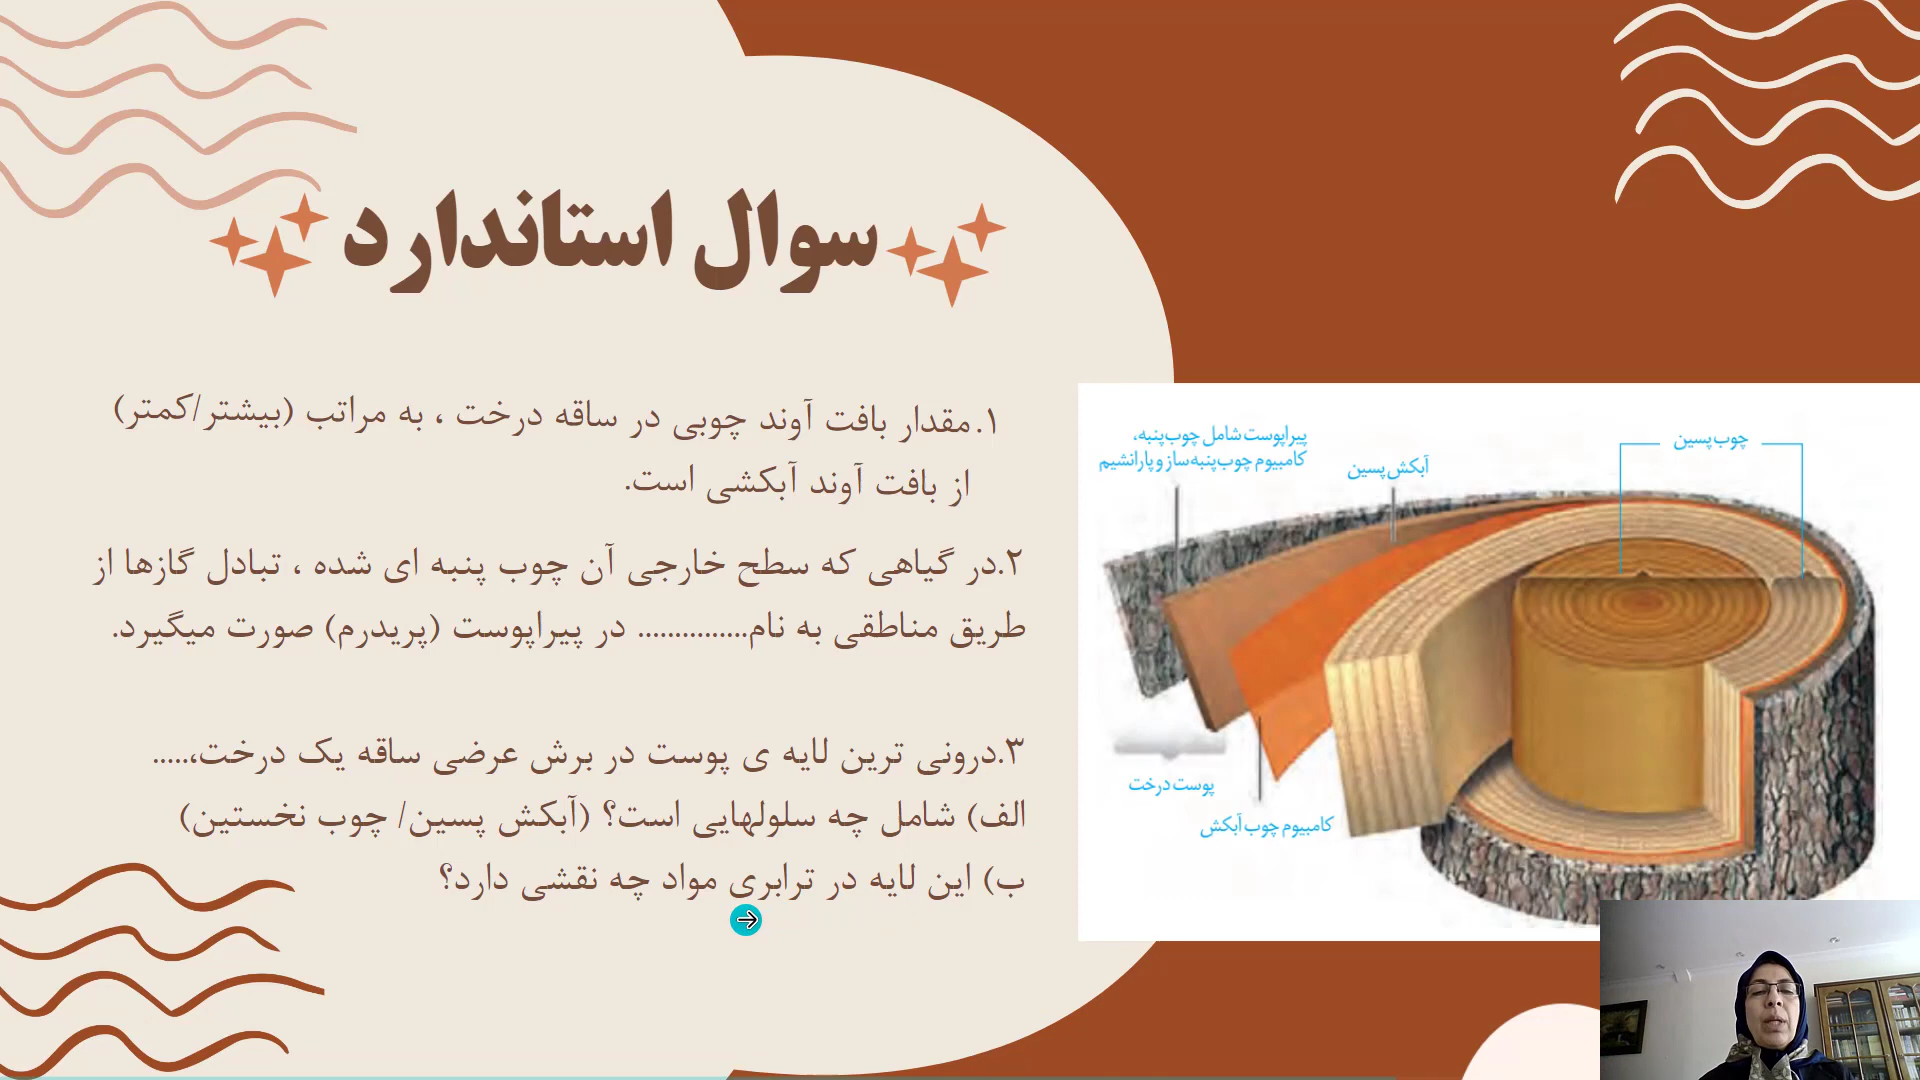 سوال استاندارد
۱.مقدار بافت آوند چوبی در ساقه درخت ، به مراتب (بیشتر/کمتر)
از بافت آوند آبکشی است.
۲.در گیاهی که سطح خارجی آن چوب پنبه ای شده ، تبادل گازها از
طریق مناطقی به نام............... در پیراپوست (پریدرم) صورت میگیرد.
۳.درونی ترین لایه ی پوست در برش عرضی ساقه یک درخت،.....
الف) شامل چه سلولهایی است؟ (آبکش پسین/ چوب نخستین)
ب) این لایه در ترابری مواد چه نقشی دارد؟
پیراپوست شامل چوب‌پنبه،
کامبیوم چوب‌پنبه‌ساز و پارانشیم
آبکش پسین
چوب پسین
پوست درخت
کامبیوم چوب آبکش